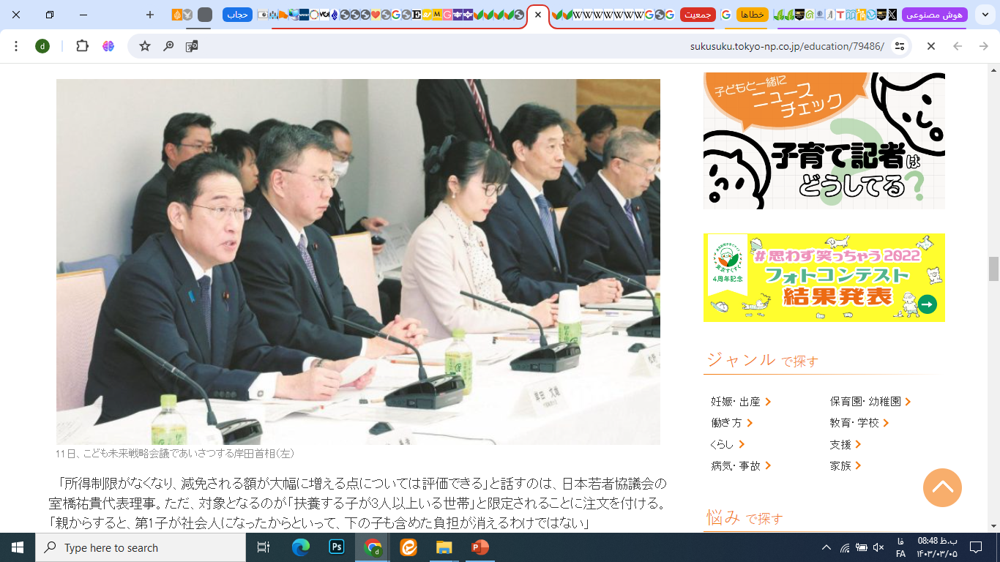 حجاب
جمعیت
خطاها
هوش مصنوعی
d
sukusuku.tokyo-np.co.jp/education/79486/
子どもと一緒に
ニュース
チェック
子育て記者は
どうしてる?
4周年記念
#思わず笑っちゃう2022
フォトコンテスト
結果発表
岸田 文雄
11日、こども未来戦略会議であいさつする岸田首相(左)
「所得制限がなくなり、減免される額が大幅に増える点については評価できる」と話すのは、日本若者協議会の
室橋祐貴代表理事。ただ、対象となるのが「扶養する子が3人以上いる世帯」と限定されることに注文を付ける。
「親からすると、第1子が社会人になったからといって、下の子も含めた負担が消えるわけではない」
ジャンル で探す
妊娠・出産
保育園・幼稚園
働き方
教育・学校
くらし
支援
病気・事故
家族
悩み で探す
Type here to search
Ps
d
P
فا
FA
08:48 ب.ظ
۱۴۰۳/۰۳/۰۵